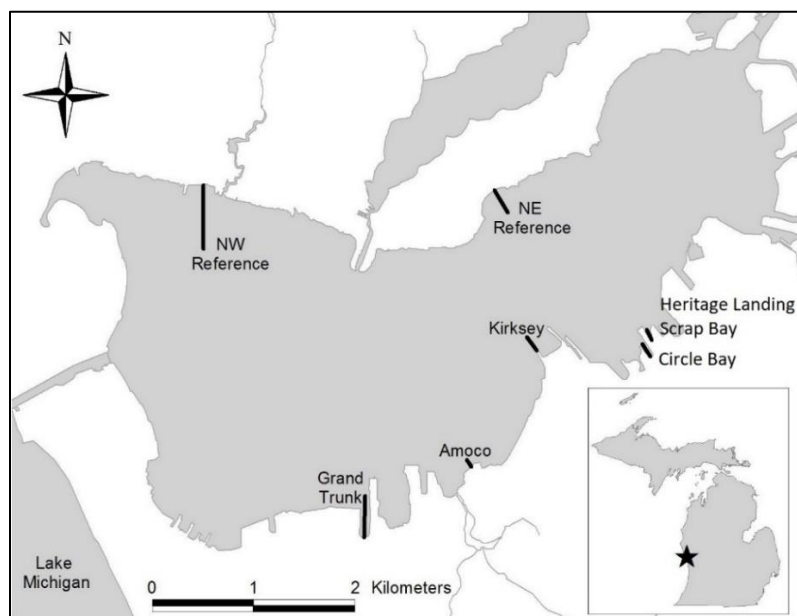 N
NW
Reference
NE
Reference
Heritage Landing
Scrap Bay
Kirksey
Circle Bay
Amoco
Grand
Trunk
Lake
Michigan
0 1 2 Kilometers